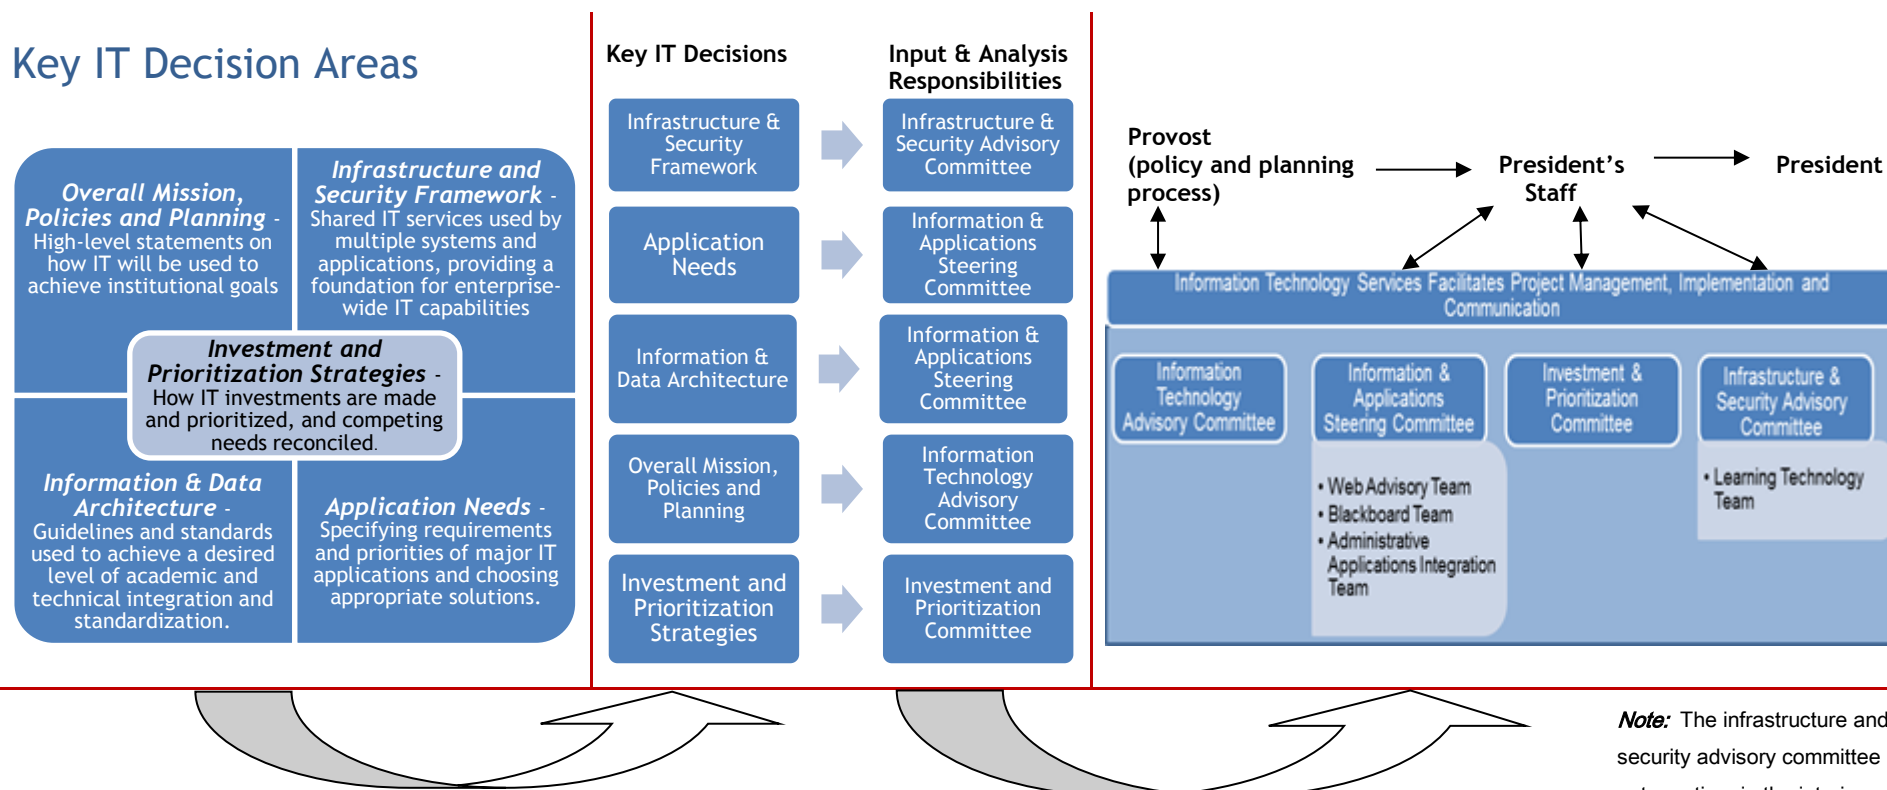 Key IT Decision Areas
Overall Mission,
Policies and Planning -
High-level statements on
how IT will be used to
achieve institutional goals
Infrastructure and
Security Framework -
Shared IT services used by
multiple systems and
applications, providing a
foundation for enterprise-
wide IT capabilities
Investment and
Prioritization Strategies -
How IT investments are made
and prioritized, and competing
needs reconciled.
Information & Data
Architecture -
Guidelines and standards
used to achieve a desired
level of academic and
technical integration and
standardization.
Application Needs -
Specifying requirements
and priorities of major IT
applications and choosing
appropriate solutions.
Key IT Decisions
Input & Analysis
Responsibilities
Infrastructure &
Security
Framework
Infrastructure &
Security Advisory
Committee
Application
Needs
Information &
Applications
Steering
Committee
Information &
Data Architecture
Information &
Applications
Steering
Committee
Overall Mission,
Policies and
Planning
Information
Technology
Advisory
Committee
Investment and
Prioritization
Strategies
Investment and
Prioritization
Committee
Provost
(policy and planning
process)
President's
Staff
President
Information Technology Services Facilitates Project Management, Implementation and
Communication
Information
Technology
Advisory Committee
Information &
Applications
Steering Committee
• Web Advisory Team
• Blackboard Team
• Administrative
Applications Integration
Team
Investment &
Prioritization
Committee
Infrastructure &
Security Advisory
Committee
• Learning Technology
Team
Note: The infrastructure and
security advisory committee